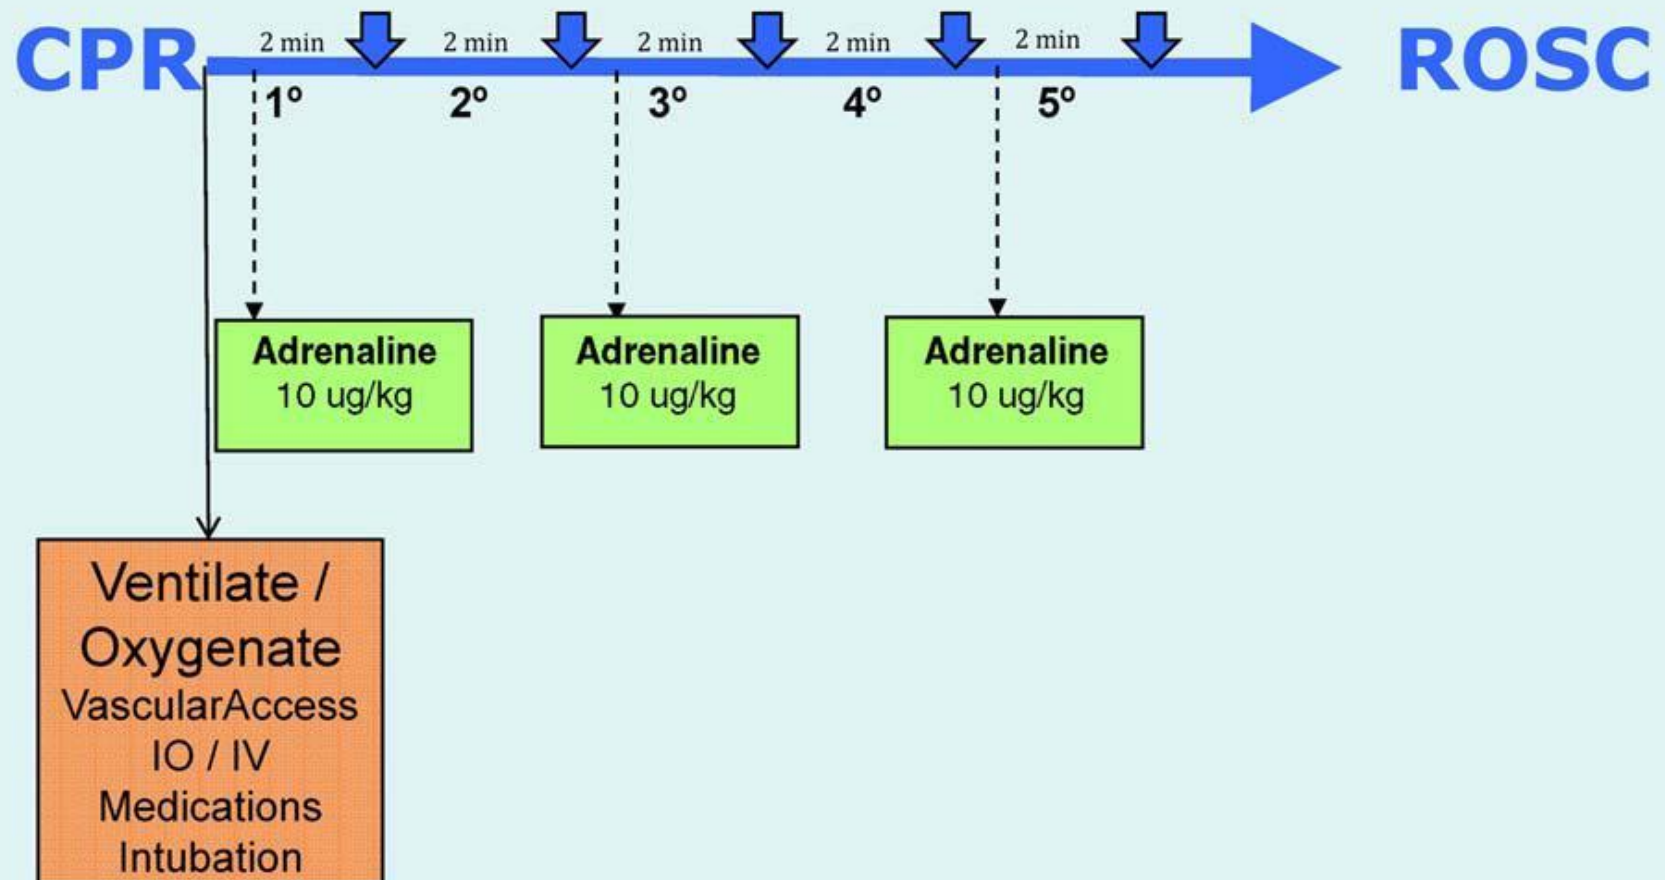 CPR
2 min
2 min
2 min
2 min
2 min
ROSC
1º
2º
3º
4º
5º
Adrenaline
10 ug/kg
Adrenaline
10 ug/kg
Adrenaline
10 ug/kg
Ventilate /
Oxygenate
VascularAccess
IO / IV
Medications
Intubation